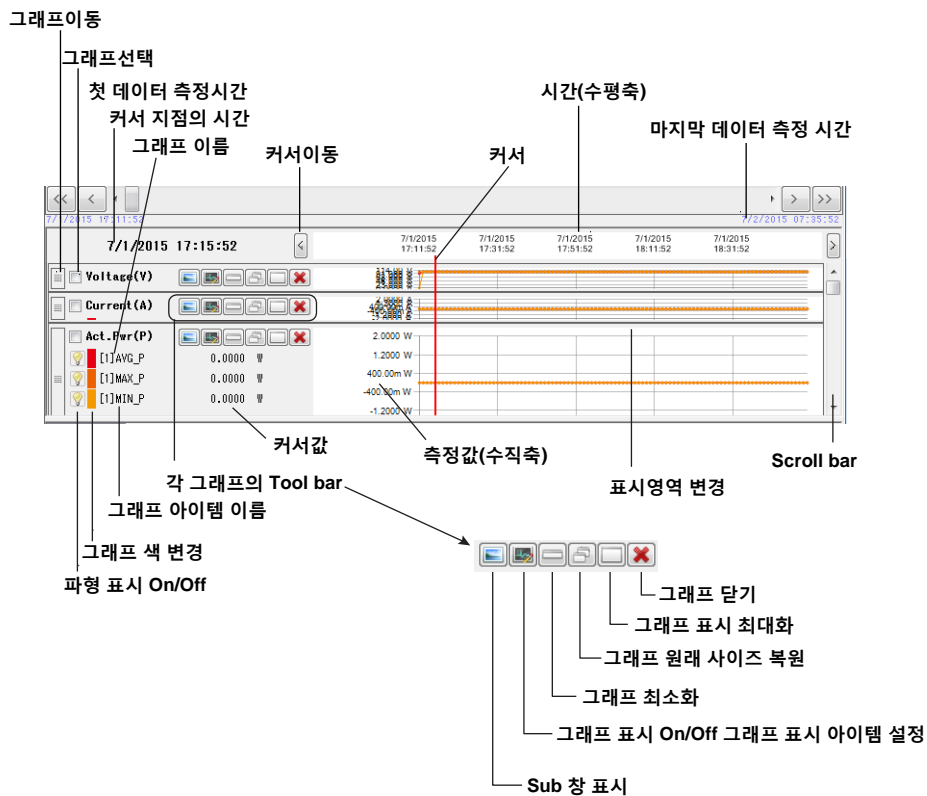 그래프이동
그래프선택
첫 데이터 측정시간
커서 지점의 시간
그래프 이름
커서이동
커서
시간(수평축)
마지막 데이터 측정 시간
<< <
> >>
7/1/2015 17:11:52
7/2/2015 07:35:52
7/1/2015 17:15:52
<
7/1/2015 7/1/2015 7/1/2015 7/1/2015 7/1/2015
17:11:52 17:31:52 17:51:52 18:11:52 18:31:52
>
Voltage(V)
Current(A)
Act.Pwr(P)
2.0000 W
[1]AVG_P 0.0000 W
1.2000 W
[1]MAX_P 0.0000 W
400.00m W
[1]MIN_P 0.0000 W
-400.00m W
-1.2000 W
커서값
측정값(수직축)
Scroll bar
각 그래프의 Tool bar
표시영역 변경
그래프 아이템 이름
그래프 색 변경
파형 표시 On/Off
그래프 닫기
그래프 표시 최대화
그래프 원래 사이즈 복원
그래프 최소화
그래프 표시 On/Off 그래프 표시 아이템 설정
Sub 창 표시